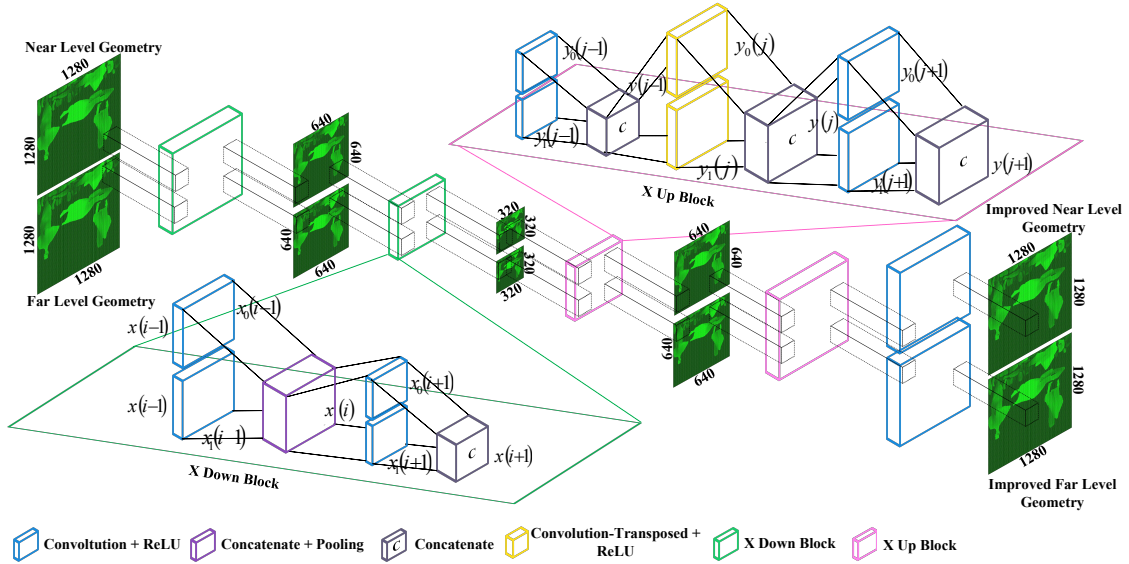 Near Level Geometry
1280
1280
1280
1280
Far Level Geometry
640
640
640
640
320
320
320
320
640
640
640
640
Improved Near Level
Geometry
1280
1280
1280
1280
Improved Far Level
Geometry
y₀(j−1)
y(j−1)
y₁(j−1)
c
y₀(j)
y₁(j)
c
y(j)
y₀(j+1)
y₁(j+1)
c
y(j+1)
X Up Block
x(i−1)
x₀(i−1)
x(i−1)
x₁(i−1)
x(i)
x₀(i+1)
x₁(i+1)
c
x(i+1)
X Down Block
Convoltution + ReLU
Concatenate + Pooling
c
Concatenate
Convolution-Transposed +
ReLU
X Down Block
X Up Block